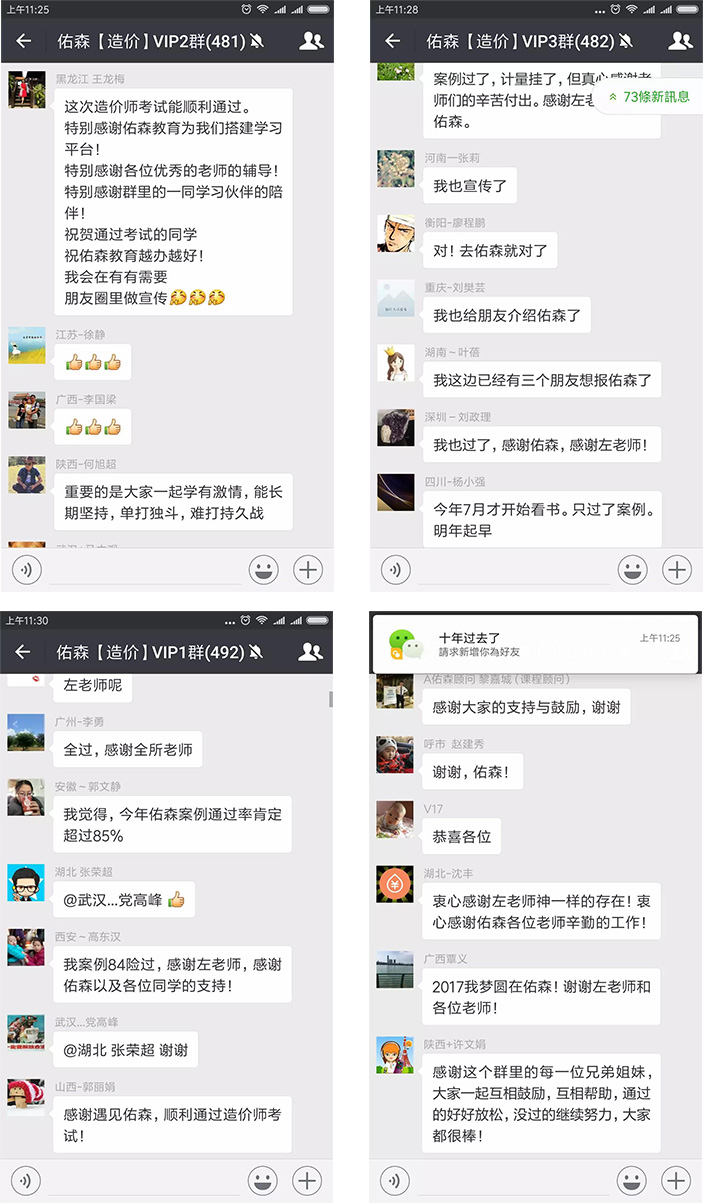 上午11:25
佑森【造价】VIP2群(481)
黑龙江 王龙梅
这次造价师考试能顺利通过。
特别感谢佑森教育为我们搭建学习
平台！
特别感谢各位优秀的老师的辅导！
特别感谢群里的一同学习伙伴的陪
伴！
祝贺通过考试的同学
祝佑森教育越办越好！
我会在有有需要
朋友圈里做宣传
江苏-徐静
广西-李国梁
陕西-何旭超
重要的是大家一起学有激情，能长
期坚持，单打独斗，难打持久战
上午11:28
佑森【造价】VIP3群(482)
案例过了，计量挂了，但真心感谢老
师们的辛苦付出。感谢左老
佑森。
73條新訊息
河南一张莉
我也宣传了
衡阳-廖程鹏
对！去佑森就对了
重庆-刘樊芸
我也给朋友介绍佑森了
湖南～叶蓓
我这边已经有三个朋友想报佑森了
深圳－刘政理
我也过了，感谢佑森，感谢左老师！
四川-杨小强
今年7月才开始看书。只过了案例。
明年起早
上午11:30
佑森【造价】VIP1群(492)
左老师呢
广州-李勇
全过，感谢全所老师
安徽～郭文静
我觉得，今年佑森案例通过率肯定
超过85%
湖北 张荣超
@武汉...党高峰
西安～高东汉
我案例84险过，感谢左老师，感谢
佑森以及各位同学的支持！
武汉...党高峰
@湖北 张荣超 谢谢
山西-郭丽娟
感谢遇见佑森，顺利通过造价师考
试！
十年过去了
請求新增你為好友
上午11:25
A佑森顾问 黎嘉城（课程顾问）
感谢大家的支持与鼓励，谢谢
呼市 赵建秀
谢谢，佑森！
V17
恭喜各位
湖北-沈丰
衷心感谢左老师神一样的存在！衷
心感谢佑森各位老师辛勤的工作！
广西覃义
2017我梦圆在佑森！谢谢左老师和
各位老师！
陕西+许文娟
感谢这个群里的每一位兄弟姐妹，
大家一起互相鼓励，互相帮助，通过
的好好放松，没过的继续努力，大家
都很棒！